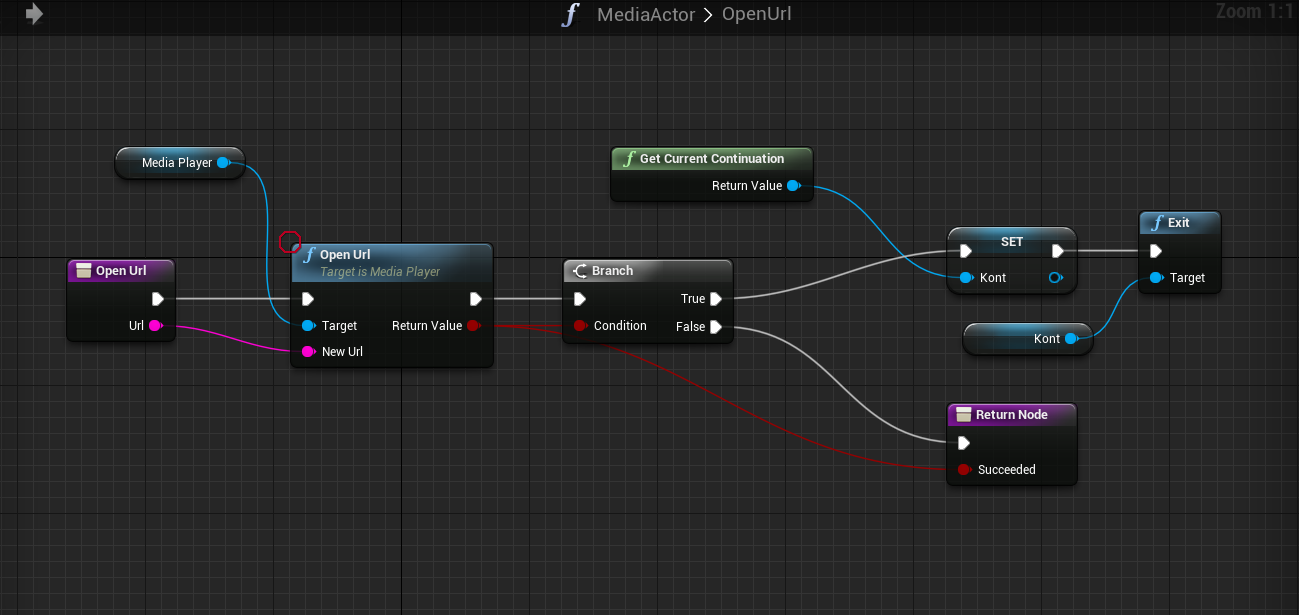 MediaActor > OpenUrl
Zoom 1:1
Media Player
Get Current Continuation
Return Value
Open Url
Url
Open Url
Target is Media Player
Target
Return Value
New Url
Branch
True
Condition
False
SET
Kont
Exit
Target
Kont
Return Node
Succeeded